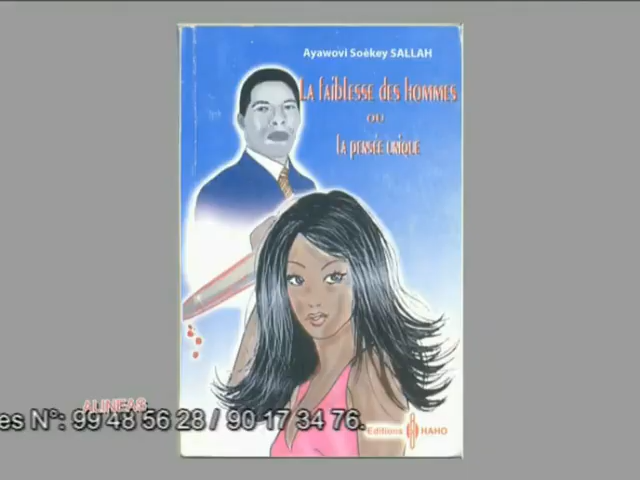 Ayawovi Soèkey SALLAH
La faiblesse des hommes
ou
la pensée unique
ALINEAS
es N°: 99 48 56 28 / 90 17 34 76.
Editions HAHO